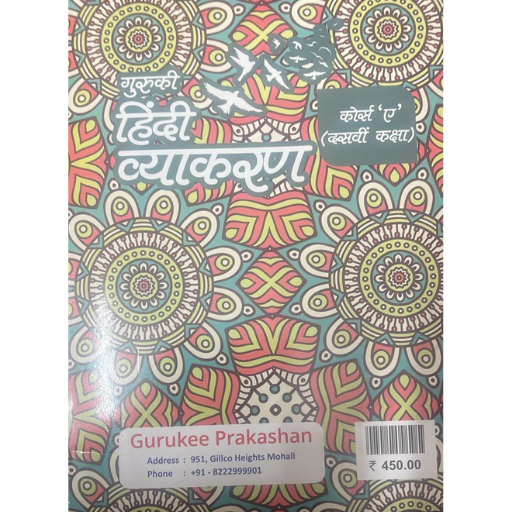 गुरुकी
हिंदी
व्याकरण
कोर्स 'ए'
(दसवीं कक्षा)
Gurukee Prakashan
Address : 951, Gillco Heights Mohali
Phone : +91 - 8222999901
₹ 450.00